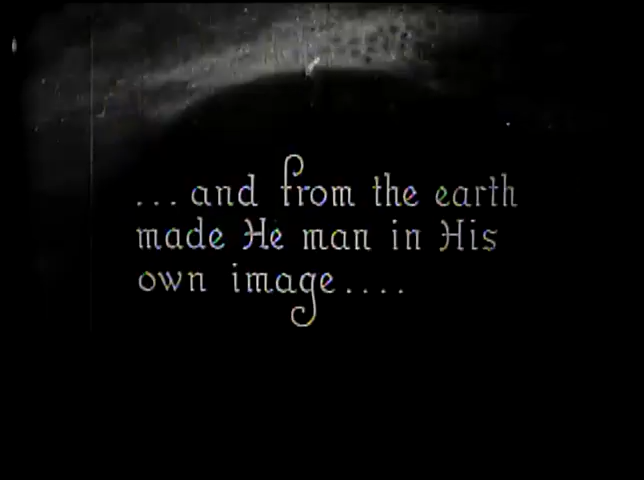 ... and from the earth
made He man in His
own image....